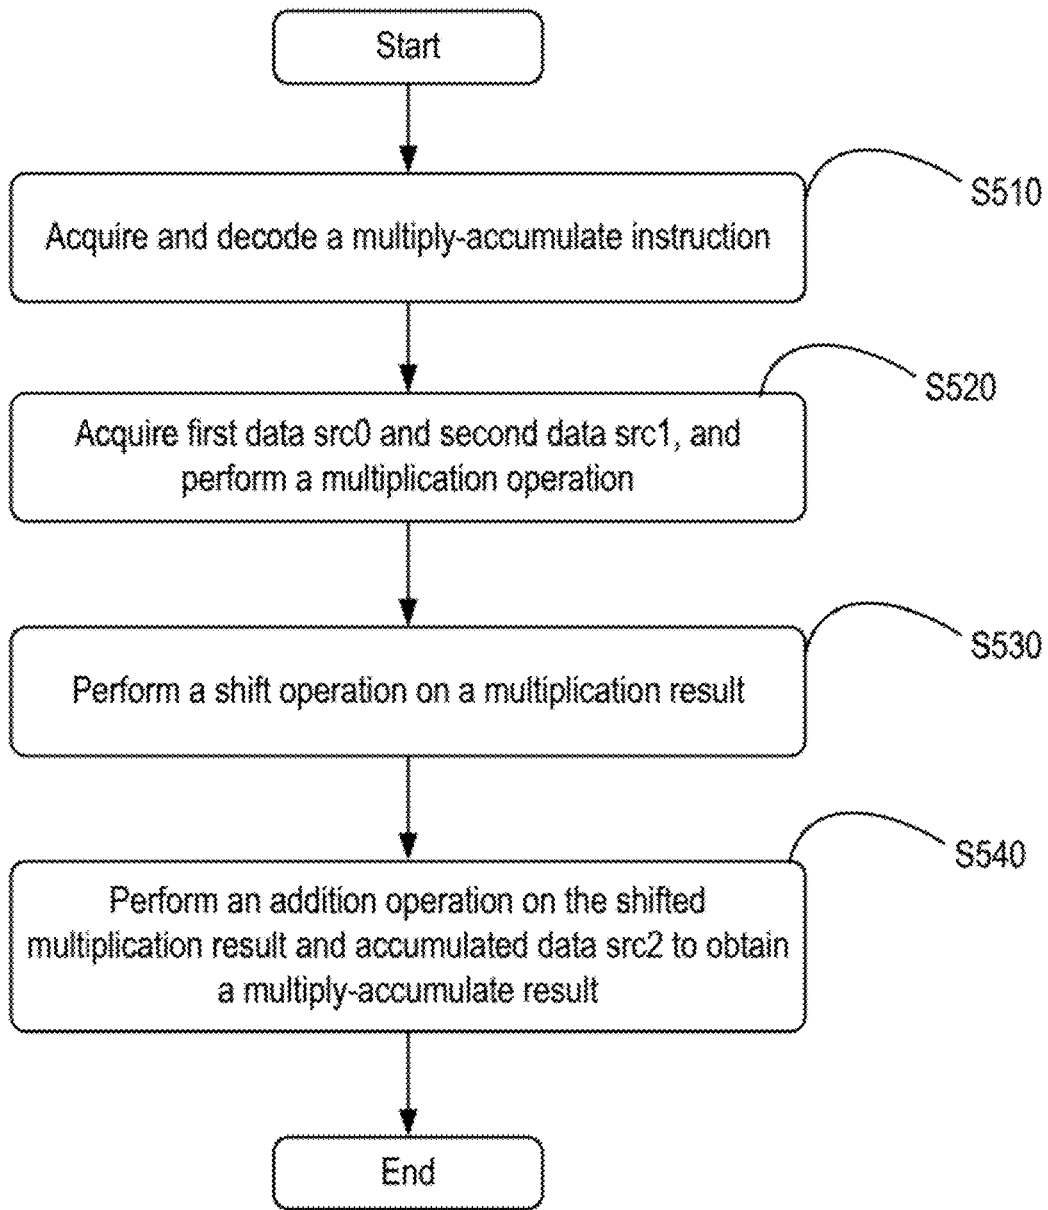 Start
S510
Acquire and decode a multiply-accumulate instruction
S520
Acquire first data src0 and second data src1, and
perform a multiplication operation
S530
Perform a shift operation on a multiplication result
S540
Perform an addition operation on the shifted
multiplication result and accumulated data src2 to obtain
a multiply-accumulate result
End